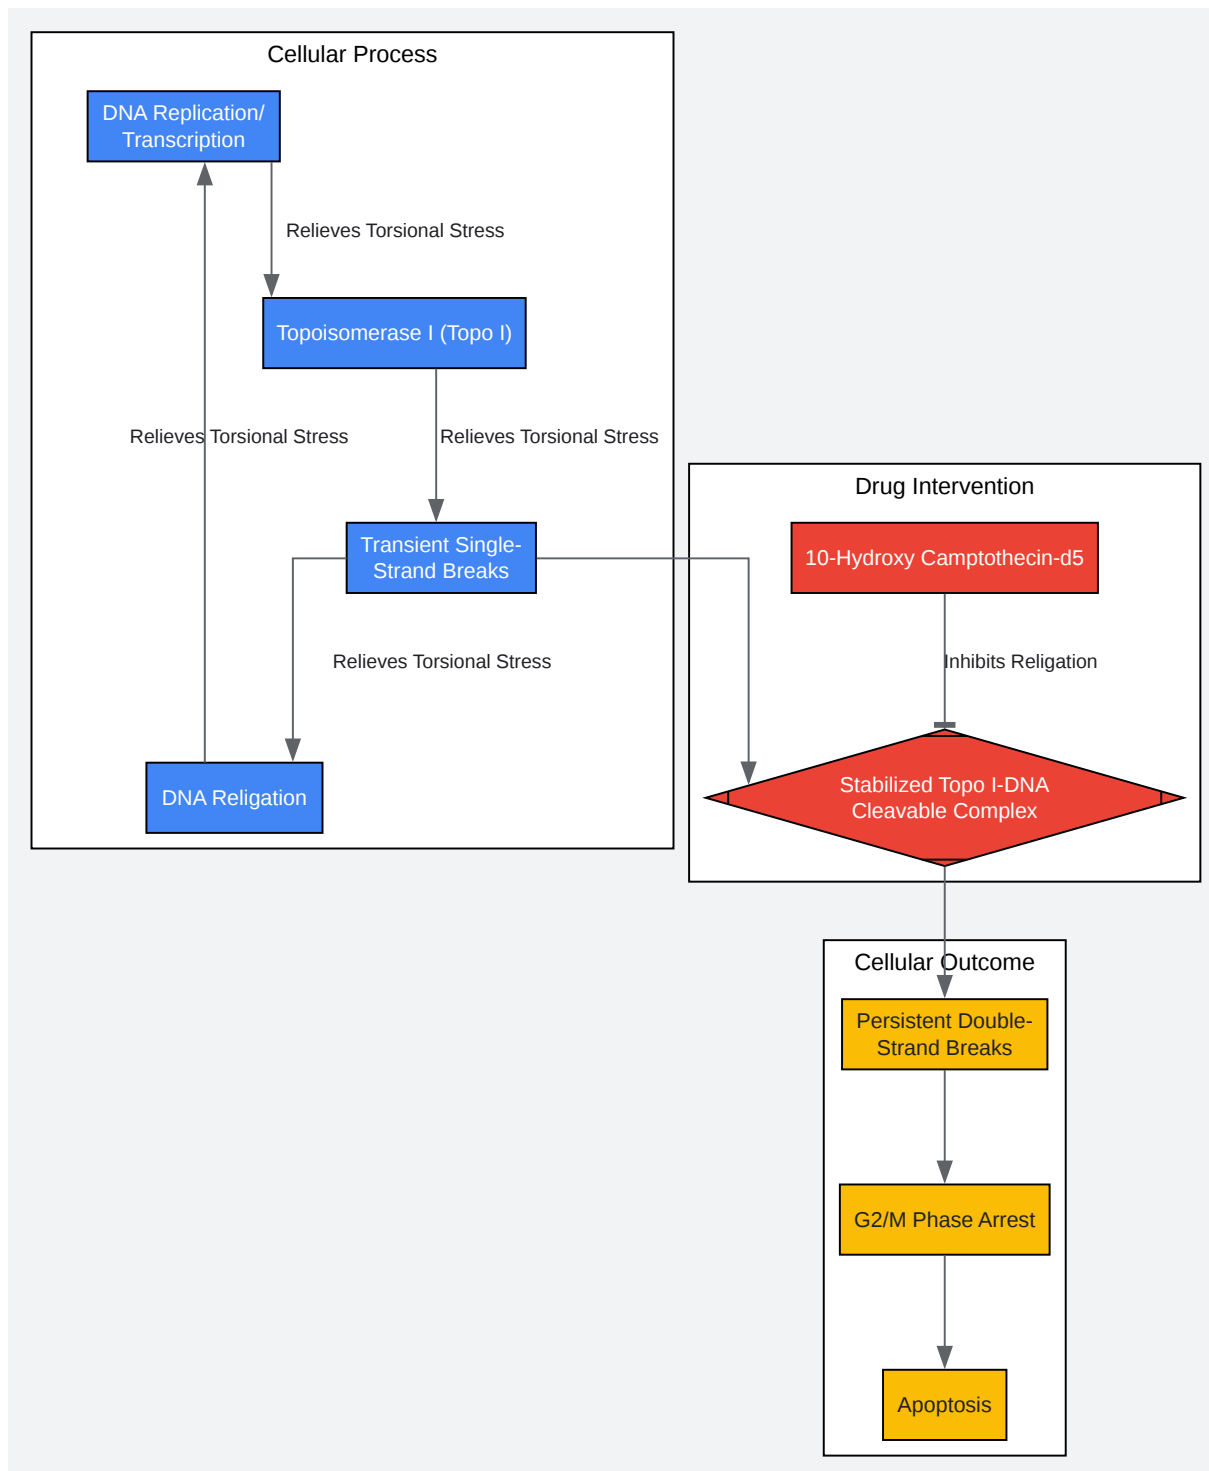 Cellular Process
DNA Replication/
Transcription
Relieves Torsional Stress
Topoisomerase I (Topo I)
Relieves Torsional Stress
Relieves Torsional Stress
Transient Single-
Strand Breaks
Relieves Torsional Stress
DNA Religation
Drug Intervention
10-Hydroxy Camptothecin-d5
Inhibits Religation
Stabilized Topo I-DNA
Cleavable Complex
Cellular Outcome
Persistent Double-
Strand Breaks
G2/M Phase Arrest
Apoptosis